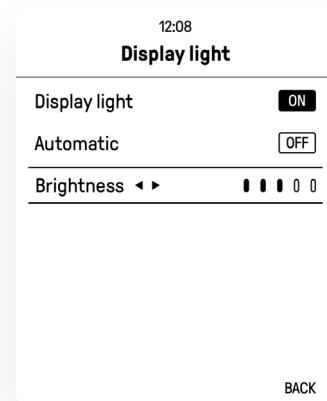 12:08
Display light
Display light ON
Automatic OFF
Brightness
BACK